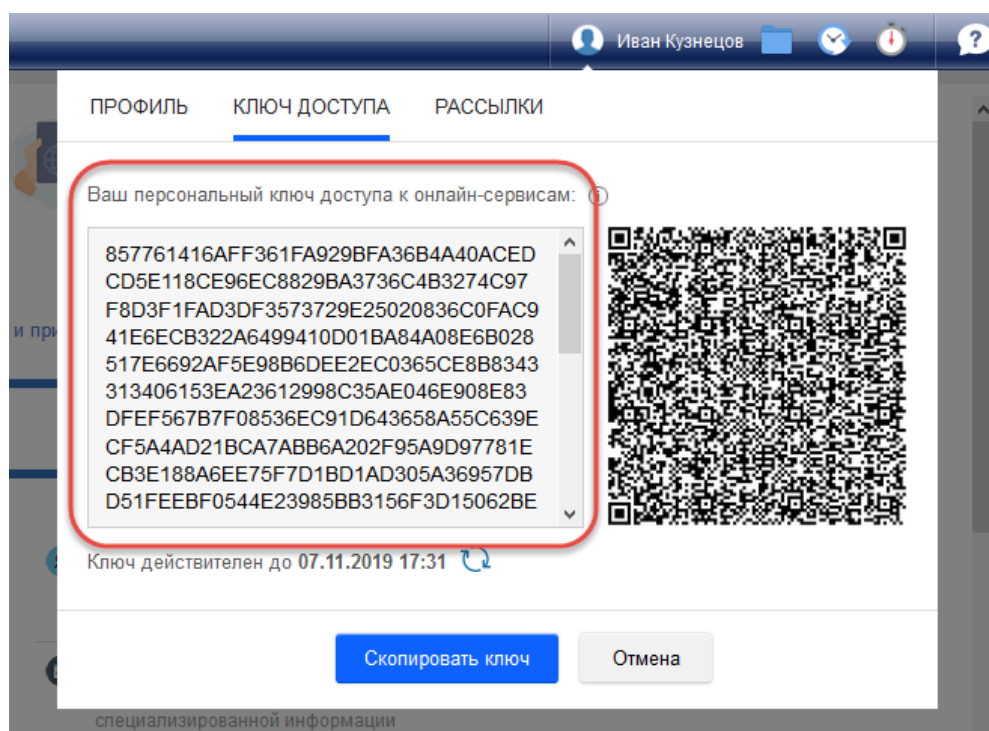 Иван Кузнецов
?
ПРОФИЛЬ КЛЮЧ ДОСТУПА РАССЫЛКИ
Ваш персональный ключ доступа к онлайн-сервисам: i
857761416AFF361FA929BFA36B4A40ACED
CD5E118CE96EC8829BA3736C4B3274C97
F8D3F1FAD3DF3573729E25020836C0FAC9
41E6ECB322A6499410D01BA84A08E6B028
517E6692AF5E98B6DEE2EC0365CE8B8343
313406153EA23612998C35AE046E908E83
DFEF567B7F08536EC91D643658A55C639E
CF5A4AD21BCA7ABB6A202F95A9D97781E
CB3E188A6EE75F7D1BD1AD305A36957DB
D51FEEBF0544E23985BB3156F3D15062BE
и при
Ключ действителен до 07.11.2019 17:31
Скопировать ключ Отмена
специализированной информации